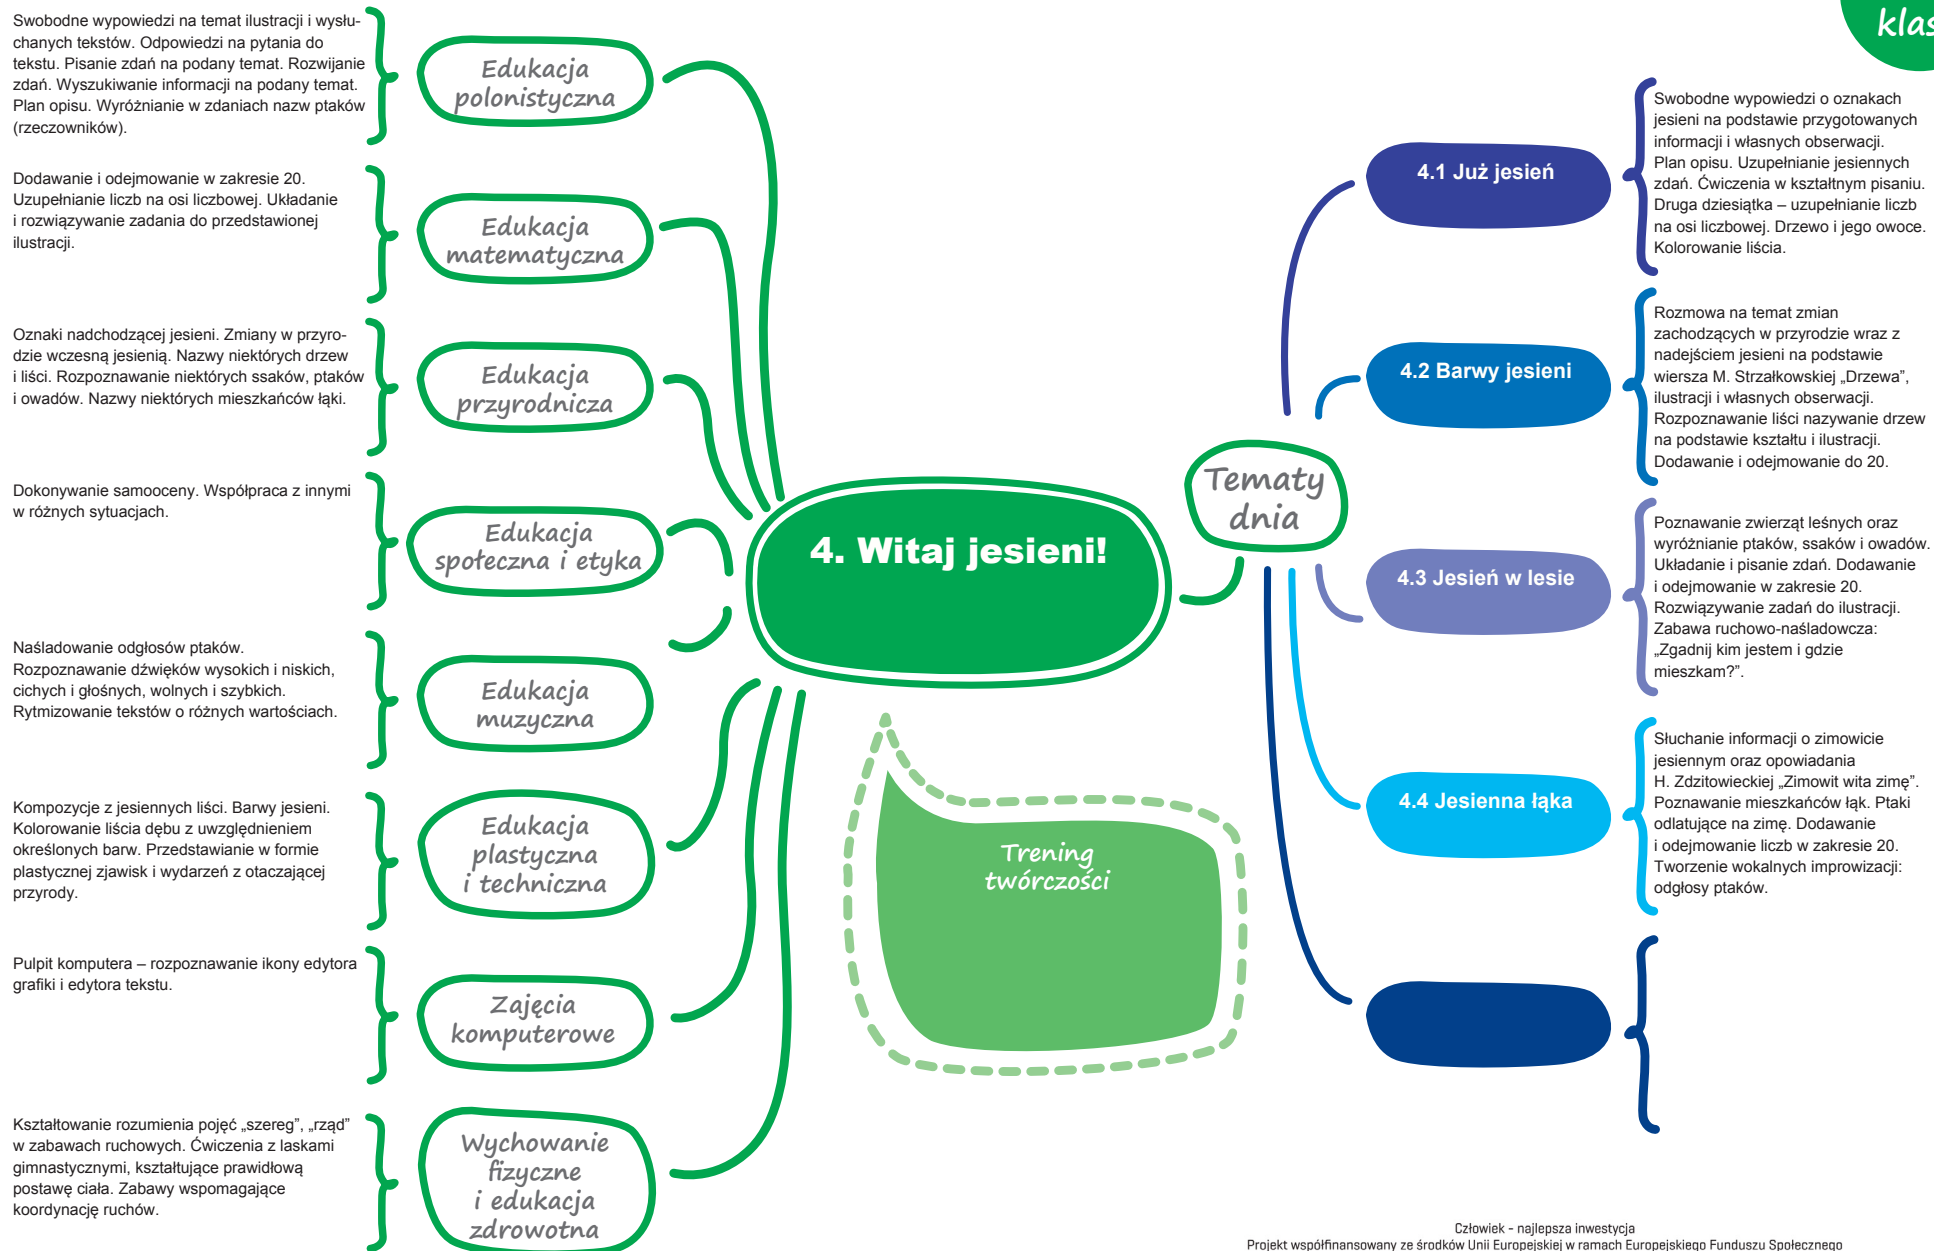 Swobodne wypowiedzi na temat ilustracji i wysłu-
chanych tekstów. Odpowiedzi na pytania do
tekstu. Pisanie zdań na podany temat. Rozwijanie
zdań. Wyszukiwanie informacji na podany temat.
Plan opisu. Wyróżnianie w zdaniach nazw ptaków
(rzeczowników).
Edukacja
polonistyczna
Dodawanie i odejmowanie w zakresie 20.
Uzupełnianie liczb na osi liczbowej. Układanie
i rozwiązywanie zadania do przedstawionej
ilustracji.
Edukacja
matematyczna
Oznaki nadchodzącej jesieni. Zmiany w przyro-
dzie wczesną jesienią. Nazwy niektórych drzew
i liści. Rozpoznawanie niektórych ssaków, ptaków
i owadów. Nazwy niektórych mieszkańców łąki.
Edukacja
przyrodnicza
Dokonywanie samooceny. Współpraca z innymi
w różnych sytuacjach.
Edukacja
społeczna i etyka
Naśladowanie odgłosów ptaków.
Rozpoznawanie dźwięków wysokich i niskich,
cichych i głośnych, wolnych i szybkich.
Rytmizowanie tekstów o różnych wartościach.
Edukacja
muzyczna
Kompozycje z jesiennych liści. Barwy jesieni.
Kolorowanie liścia dębu z uwzględnieniem
określonych barw. Przedstawianie w formie
plastycznej zjawisk i wydarzeń z otaczającej
przyrody.
Edukacja
plastyczna
i techniczna
Pulpit komputera – rozpoznawanie ikony edytora
grafiki i edytora tekstu.
Zajęcia
komputerowe
Kształtowanie rozumienia pojęć „szereg”, „rząd”
w zabawach ruchowych. Ćwiczenia z laskami
gimnastycznymi, kształtujące prawidłową
postawę ciała. Zabawy wspomagające
koordynację ruchów.
Wychowanie
fizyczne
i edukacja
zdrowotna
4. Witaj jesieni!
Trening
twórczości
Tematy
dnia
klas
4.1 Już jesień
Swobodne wypowiedzi o oznakach
jesieni na podstawie przygotowanych
informacji i własnych obserwacji.
Plan opisu. Uzupełnianie jesiennych
zdań. Ćwiczenia w kształtnym pisaniu.
Druga dziesiątka – uzupełnianie liczb
na osi liczbowej. Drzewo i jego owoce.
Kolorowanie liścia.
4.2 Barwy jesieni
Rozmowa na temat zmian
zachodzących w przyrodzie wraz z
nadejściem jesieni na podstawie
wiersza M. Strzałkowskiej „Drzewa”,
ilustracji i własnych obserwacji.
Rozpoznawanie liści nazywanie drzew
na podstawie kształtu i ilustracji.
Dodawanie i odejmowanie do 20.
4.3 Jesień w lesie
Poznawanie zwierząt leśnych oraz
wyróżnianie ptaków, ssaków i owadów.
Układanie i pisanie zdań. Dodawanie
i odejmowanie w zakresie 20.
Rozwiązywanie zadań do ilustracji.
Zabawa ruchowo-naśladowcza:
„Zgadnij kim jestem i gdzie
mieszkam?”.
4.4 Jesienna łąka
Słuchanie informacji o zimowicie
jesiennym oraz opowiadania
H. Zdzitowieckiej „Zimowit wita zimę”.
Poznawanie mieszkańców łąk. Ptaki
odlatujące na zimę. Dodawanie
i odejmowanie liczb w zakresie 20.
Tworzenie wokalnych improwizacji:
odgłosy ptaków.
Człowiek - najlepsza inwestycja
Projekt współfinansowany ze środków Unii Europejskiej w ramach Europejskiego Funduszu Społecznego